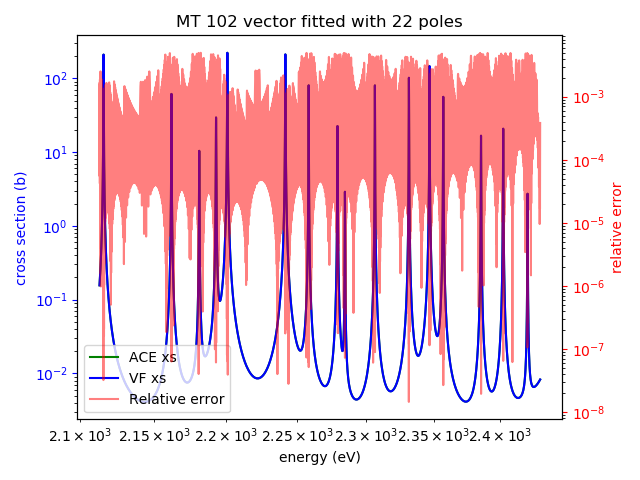 MT 102 vector fitted with 22 poles
10²
10¹
10⁰
10⁻¹
10⁻²
cross section (b)
10⁻³
10⁻⁴
10⁻⁵
10⁻⁶
10⁻⁷
10⁻⁸
relative error
ACE xs
VF xs
Relative error
2.1 × 10³ 2.15 × 10³ 2.2 × 10³ 2.25 × 10³ 2.3 × 10³ 2.35 × 10³ 2.4 × 10³
energy (eV)